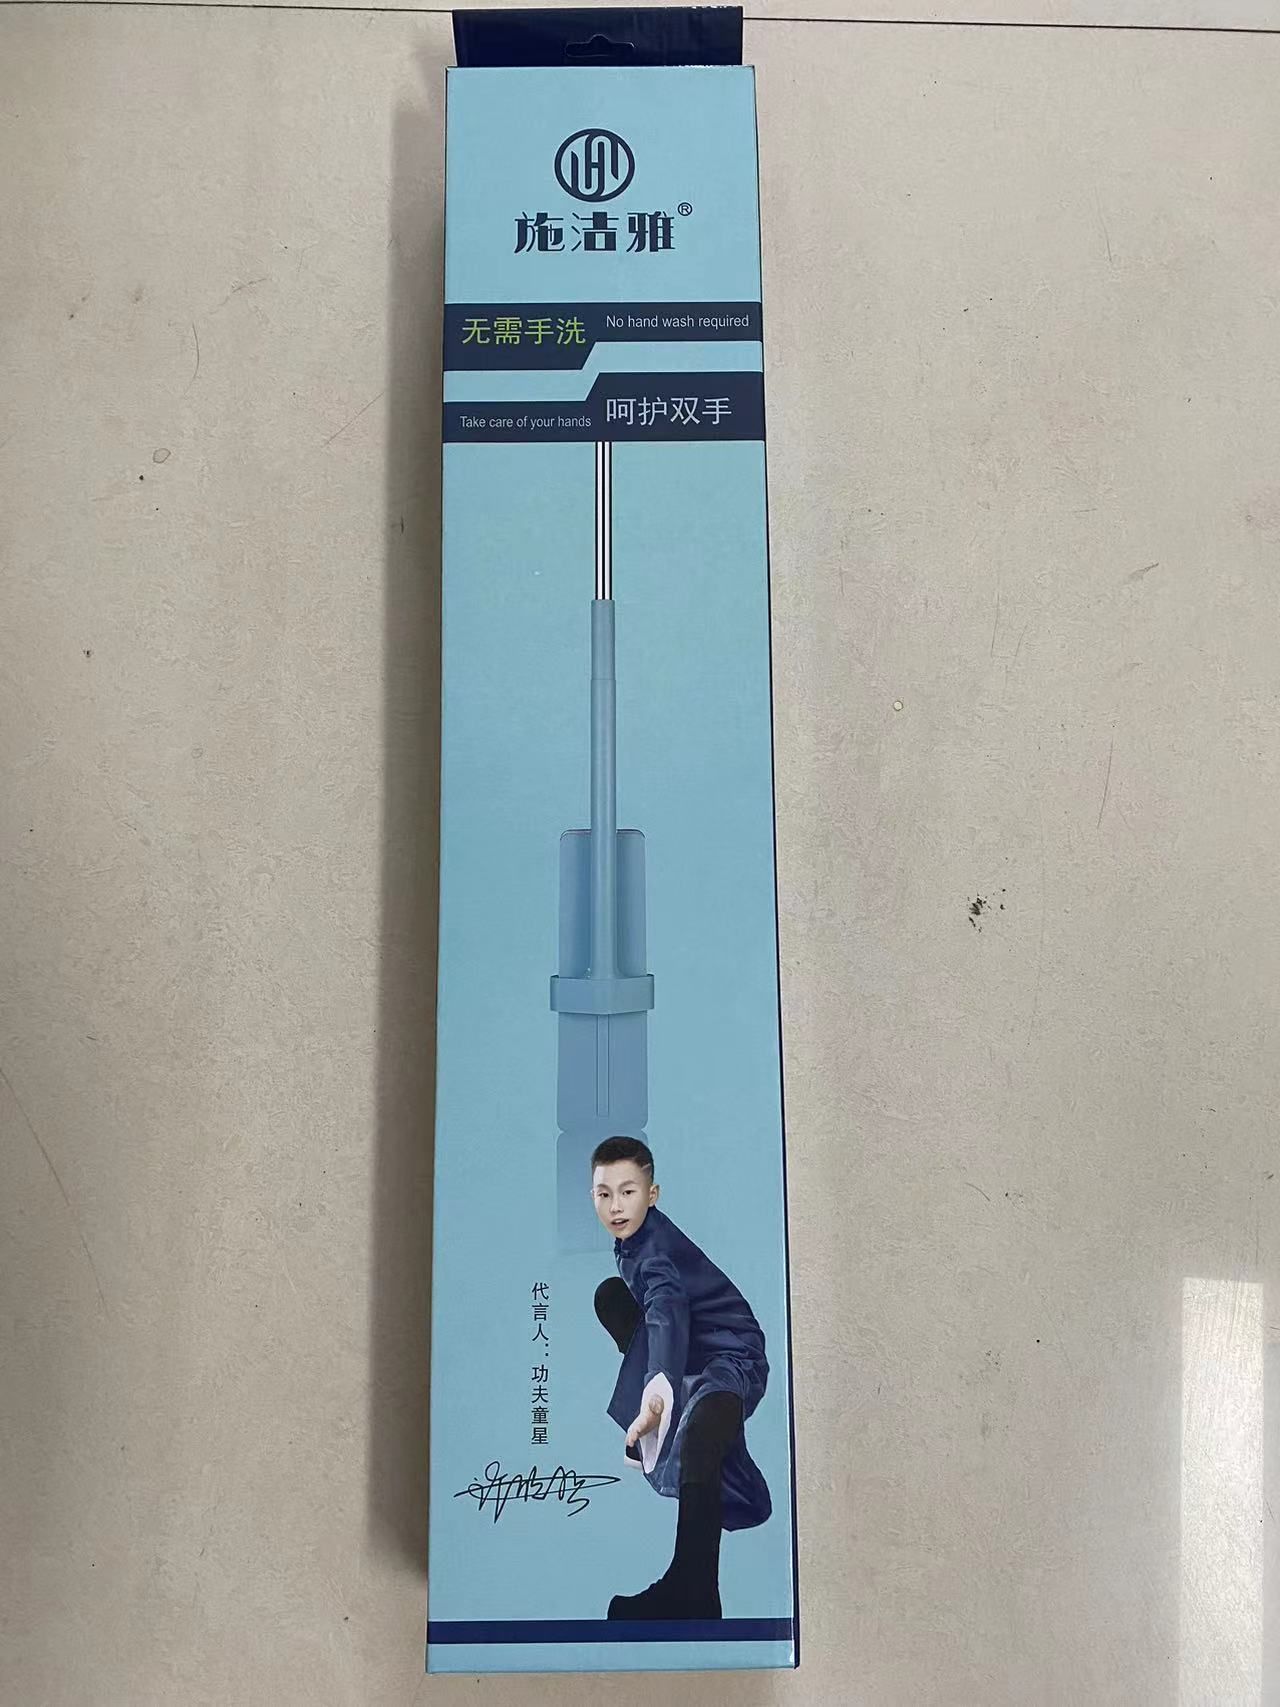 施洁雅®
无需手洗
No hand wash required
Take care of your hands
呵护双手
代言人：功夫童星